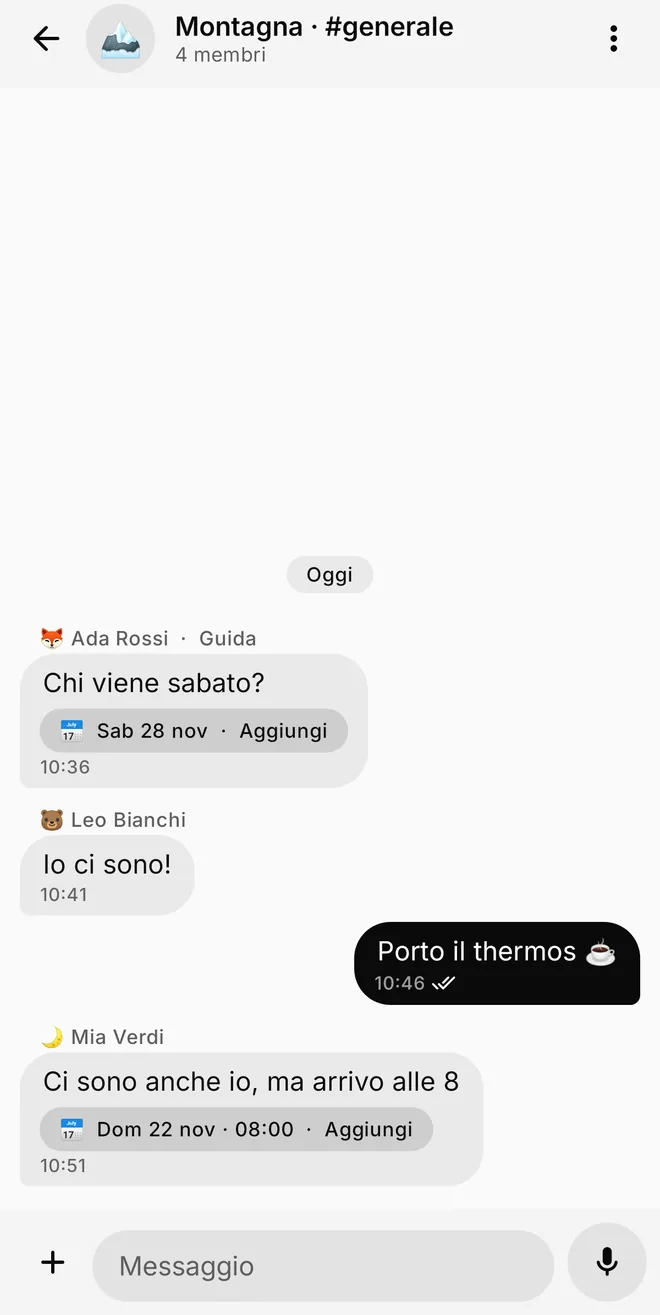 Montagna · #generale
4 membri
Oggi
🦊 Ada Rossi · Guida
Chi viene sabato?
📅 Sab 28 nov · Aggiungi
10:36
🐻 Leo Bianchi
Io ci sono!
10:41
Porto il thermos ☕
10:46
🌙 Mia Verdi
Ci sono anche io, ma arrivo alle 8
📅 Dom 22 nov · 08:00 · Aggiungi
10:51
Messaggio